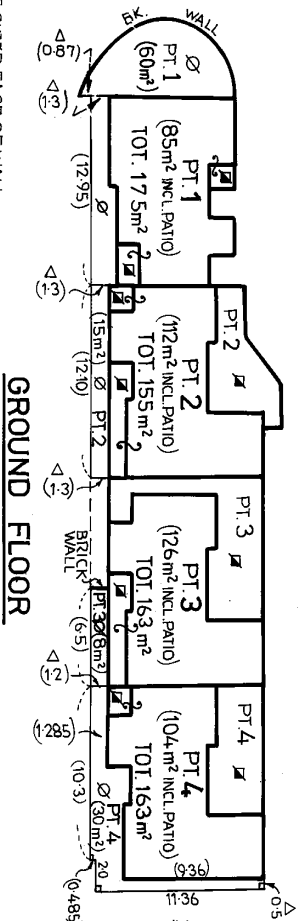 BK. WALL
Δ
(0·87)
PT. 1
(60m²)
Δ
(1·3)
PT. 1
(85m² INCL. PATIO)
TOT. 175m²
(12·95)
Δ
(1·3)
PT. 2
PT. 2
(112m² INCL. PATIO)
TOT. 155m²
(15m²)
PT. 2
(12·10)
Δ
(1·3)
PT. 3
PT. 3
(126m² INCL. PATIO)
TOT. 163m²
BRICK
WALL
PT. 3 (8m²)
(6·5)
Δ
(1·2)
PT. 4
PT. 4
(104m² INCL. PATIO)
TOT. 163m²
(1·285)
(10·3)
PT. 4
(30m²)
2·0
(0·485
(9·36)
11·36
0·5
Δ
GROUND FLOOR